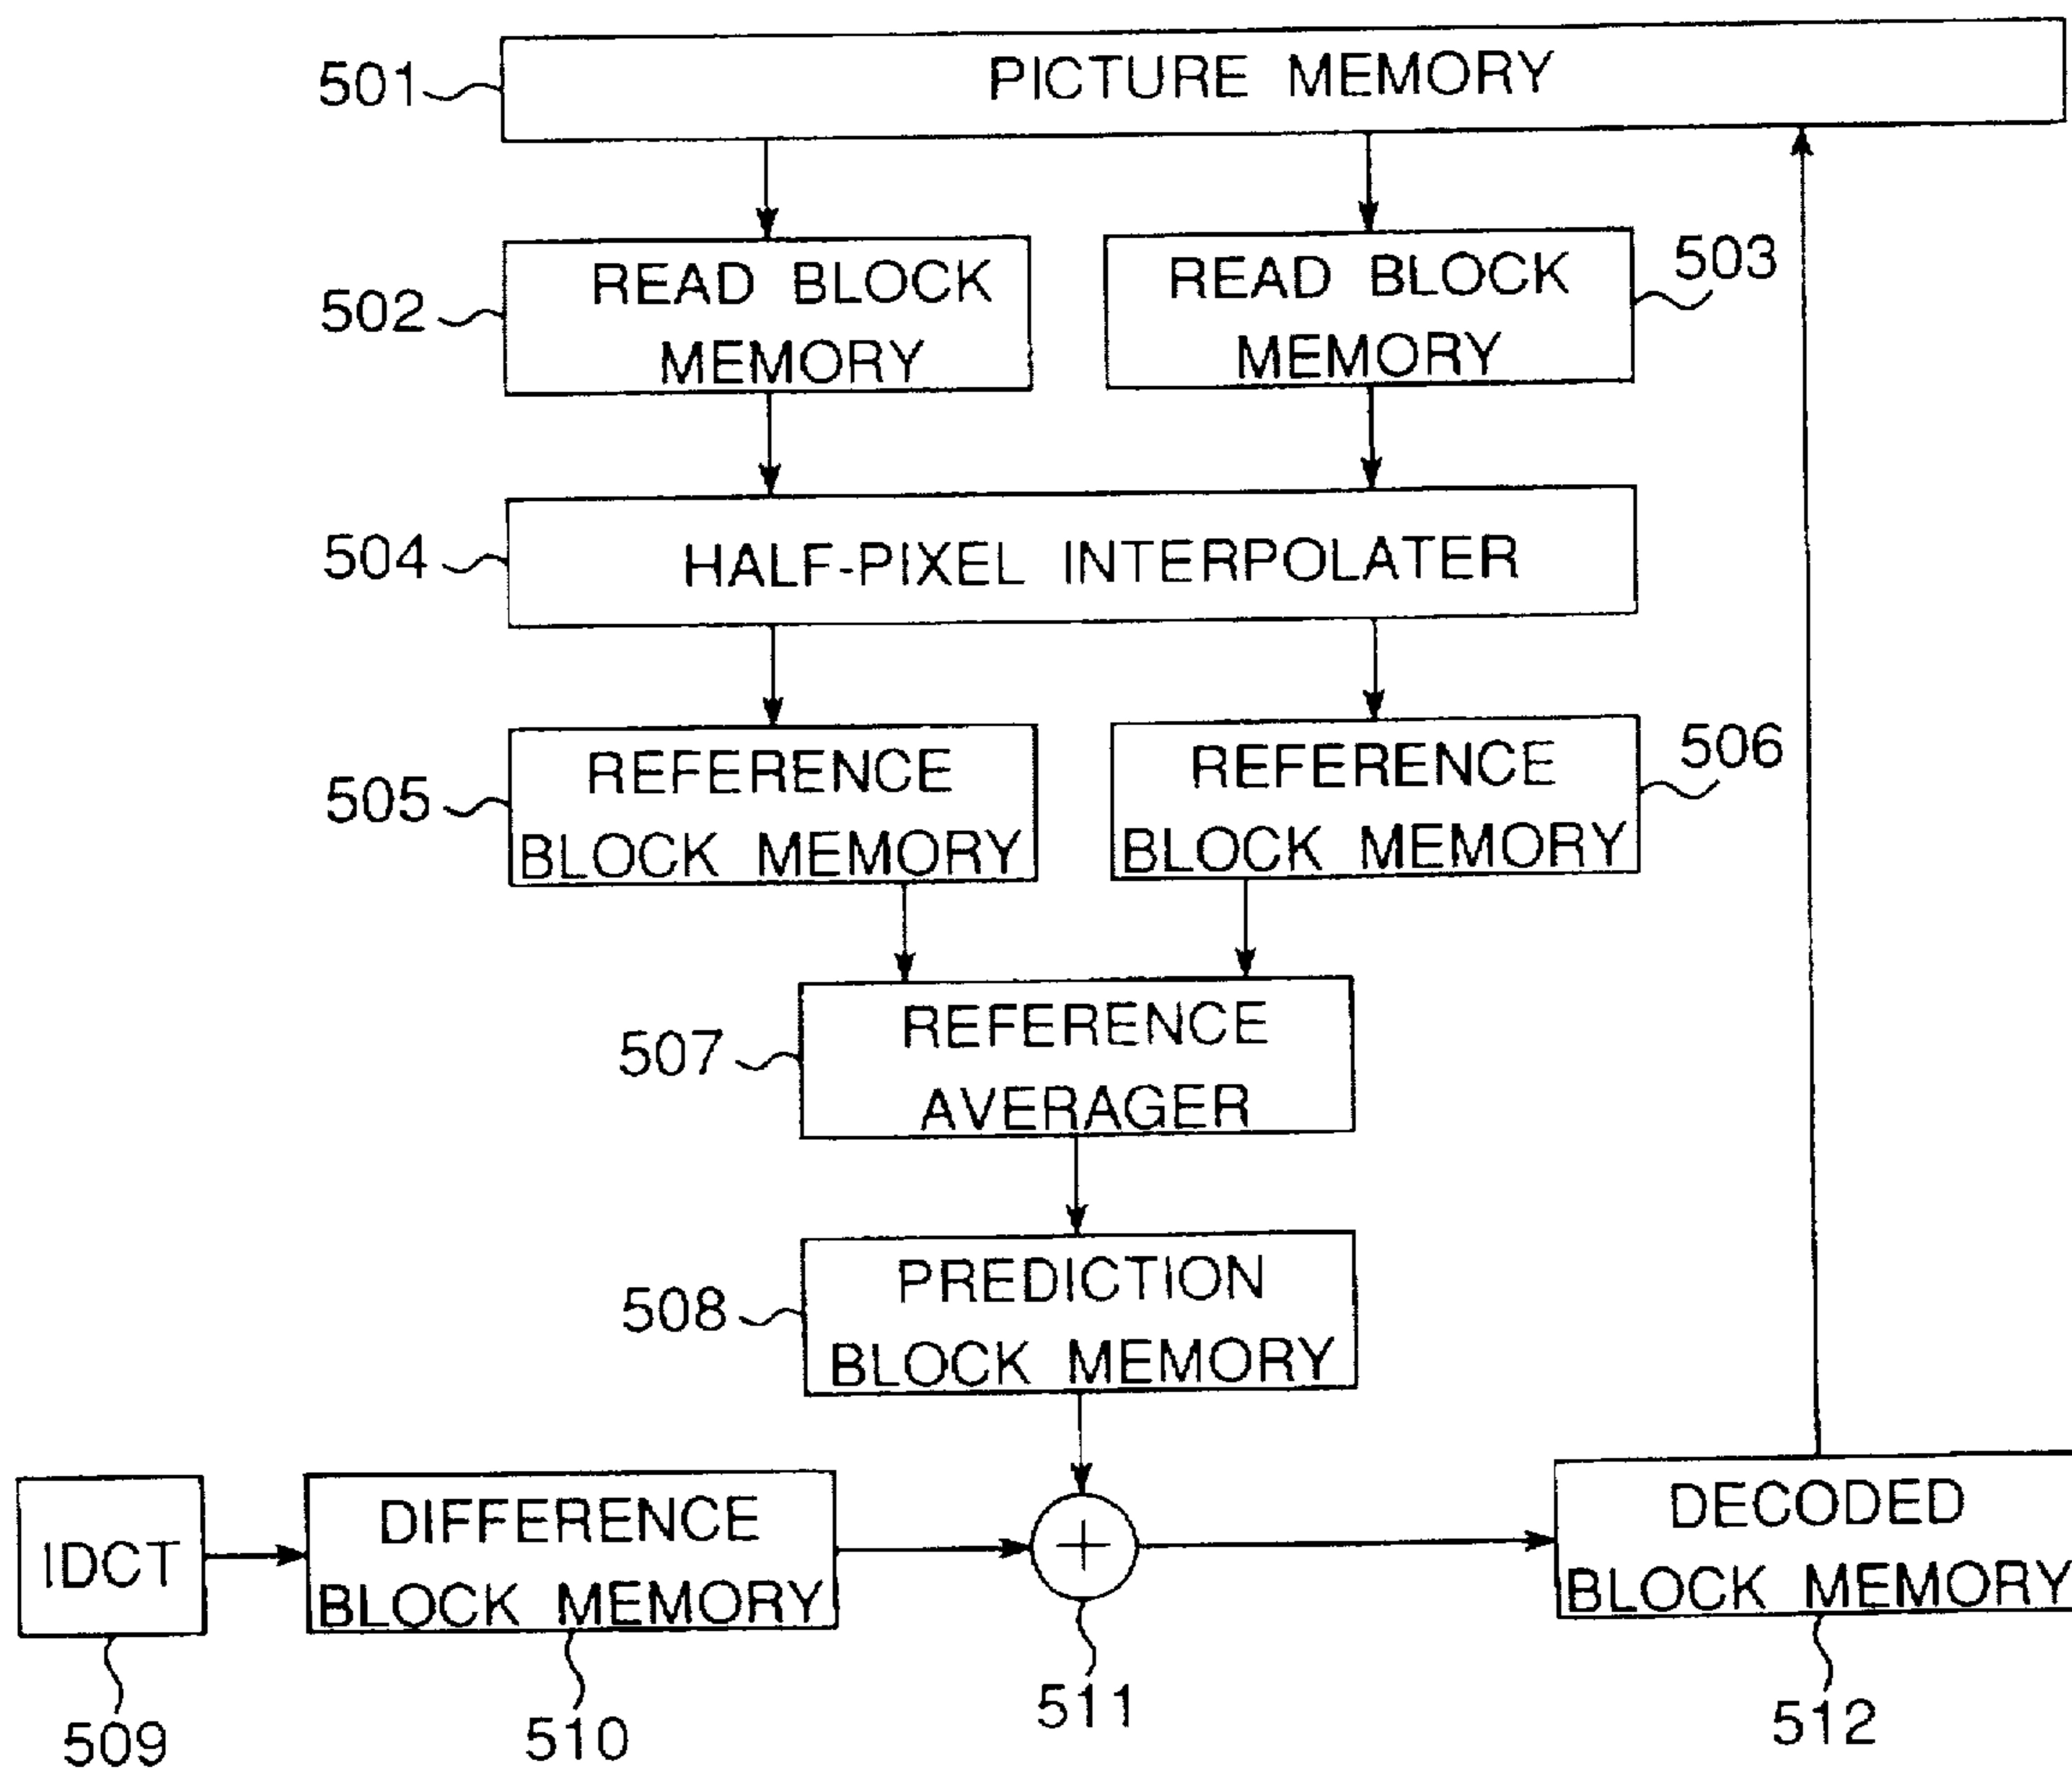 501
PICTURE MEMORY
502
READ BLOCK
MEMORY
READ BLOCK
MEMORY
503
504
HALF-PIXEL INTERPOLATER
505
REFERENCE
BLOCK MEMORY
REFERENCE
BLOCK MEMORY
506
507
REFERENCE
AVERAGER
508
PREDICTION
BLOCK MEMORY
IDCT
DIFFERENCE
BLOCK MEMORY
+
DECODED
BLOCK MEMORY
509
510
511
512